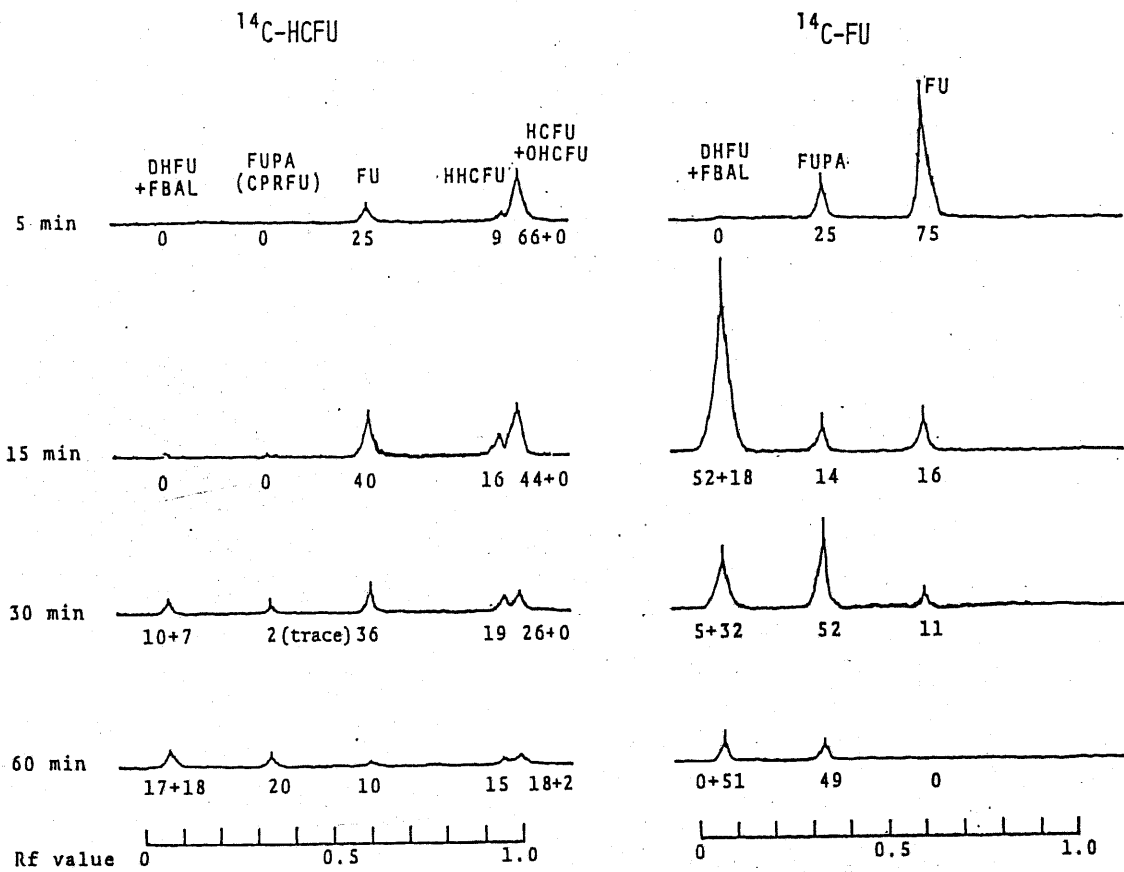 14C-HCFU 14C-FU
FU
HCFU
+OHCFU
DHFU
+FBAL
FUPA
(CPRFU)
FU
HHCFU
DHFU
+FBAL
FUPA
5 min
0 0 25 9 66+0
0 25 75
15 min
0 0 40 16 44+0
52+18 14 16
30 min
10+7 2(trace) 36 19 26+0
5+32 52 11
60 min
17+18 20 10 15 18+2
0+51 49 0
Rf value 0 0.5 1.0
0 0.5 1.0